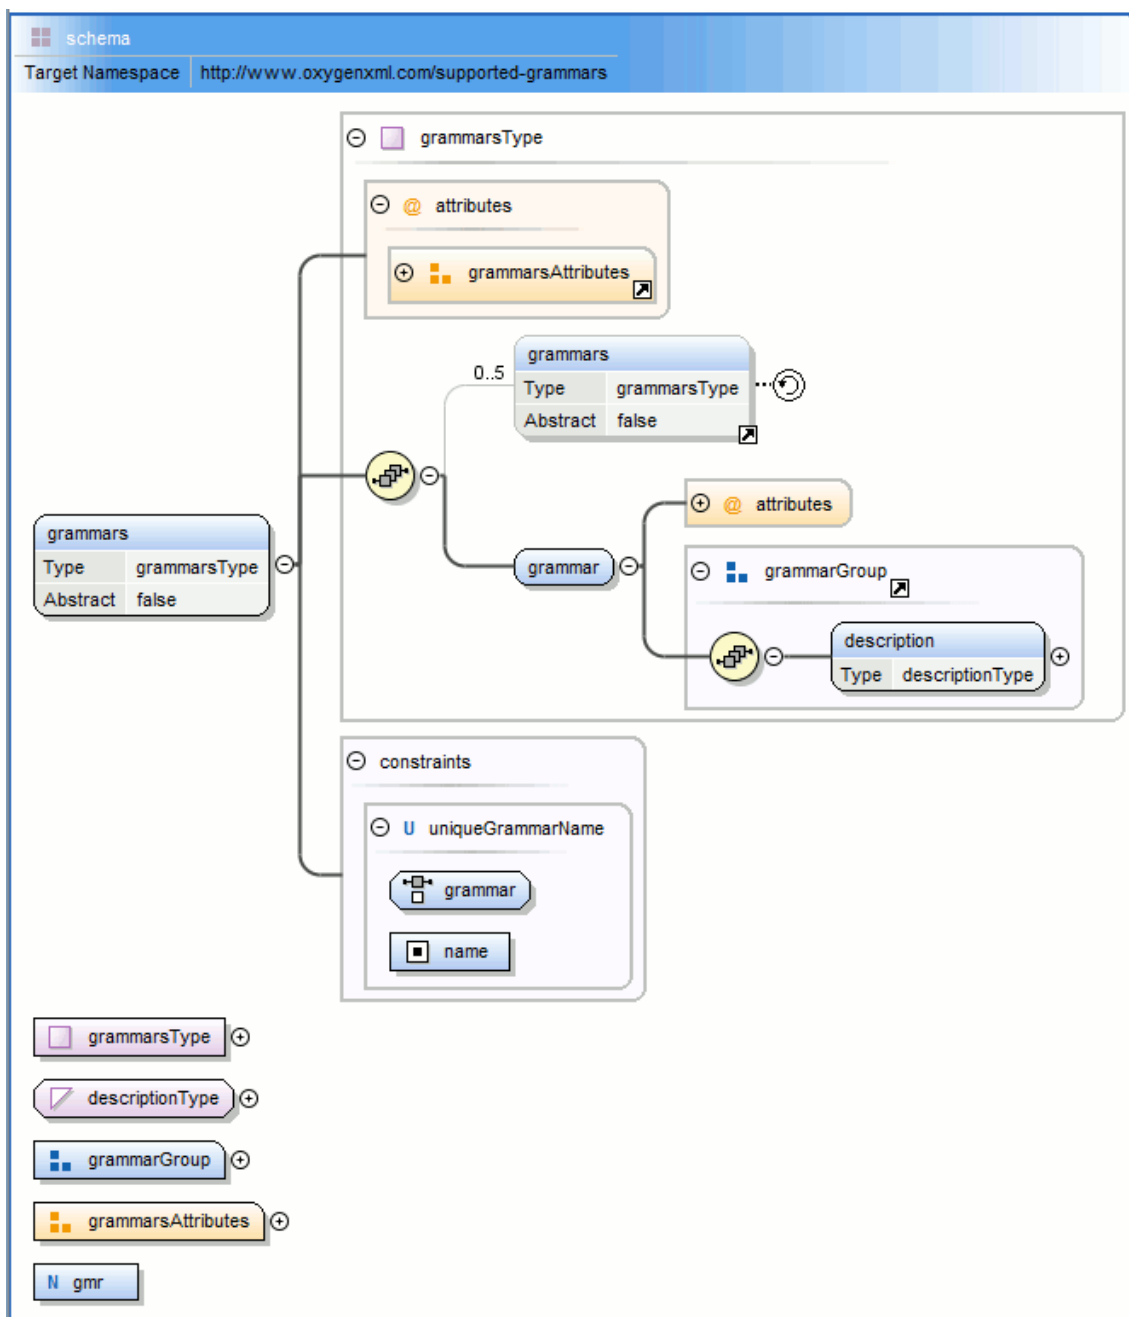 schema
Target Namespace http://www.oxygenxml.com/supported-grammars
grammarsType
@ attributes
grammarsAttributes
grammars
0..5
Type grammarsType
Abstract false
@ attributes
grammars
Type grammarsType
Abstract false
grammar
grammarGroup
description
Type descriptionType
constraints
U uniqueGrammarName
grammar
name
grammarsType
descriptionType
grammarGroup
grammarsAttributes
N gmr